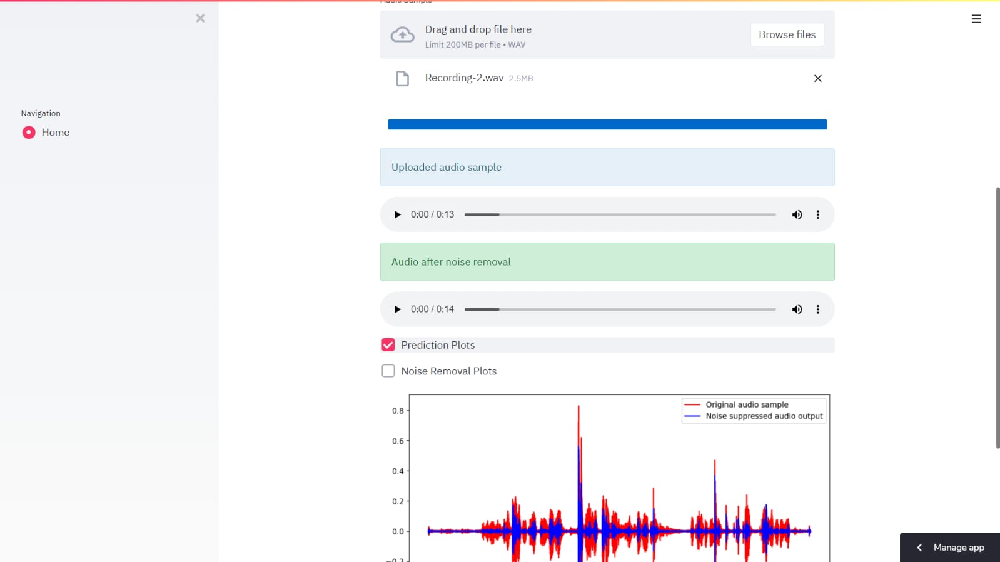 Audio Sample
Drag and drop file here
Limit 200MB per file • WAV
Browse files
Recording-2.wav 2.5MB
Navigation
Home
Uploaded audio sample
0:00 / 0:13
Audio after noise removal
0:00 / 0:14
Prediction Plots
Noise Removal Plots
Original audio sample
Noise suppressed audio output
0.8
0.6
0.4
0.2
0.0
−0.2
Manage app